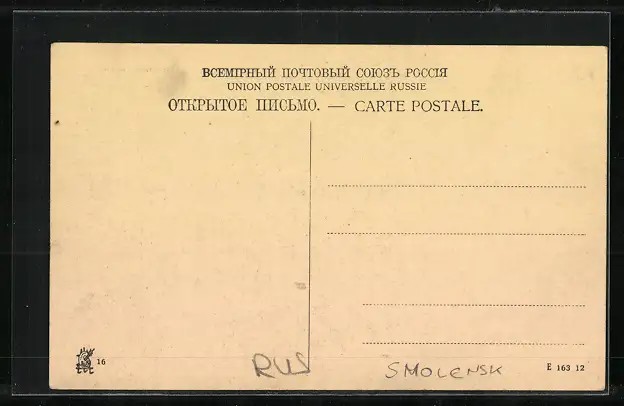 ВСЕМІРНЫЙ ПОЧТОВЫЙ СОЮЗЪ РОССІЯ
UNION POSTALE UNIVERSELLE RUSSIE
ОТКРЫТОЕ ПИСЬМО. — CARTE POSTALE.
16
RUS
SMOLENSK
E 163 12